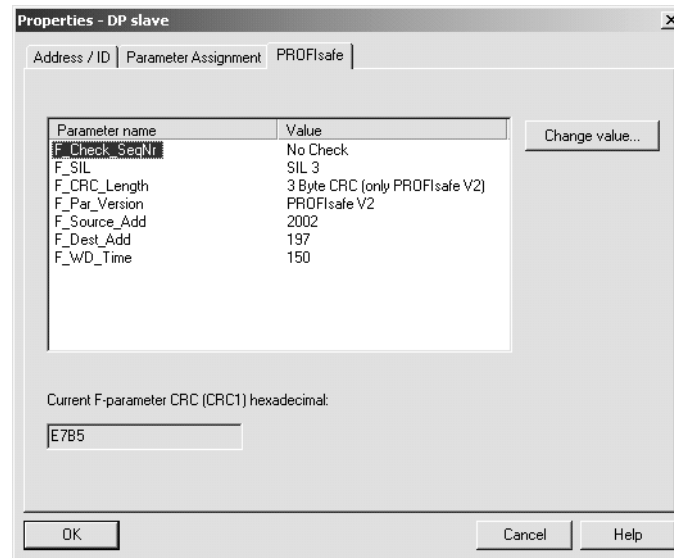 Properties - DP slave
Address / ID Parameter Assignment PROFIsafe
Parameter name Value
F_Check_SeqNr No Check
F_SIL SIL 3
F_CRC_Length 3 Byte CRC (only PROFIsafe V2)
F_Par_Version PROFIsafe V2
F_Source_Add 2002
F_Dest_Add 197
F_WD_Time 150
Change value...
Current F-parameter CRC (CRC1) hexadecimal:
E7B5
OK Cancel Help